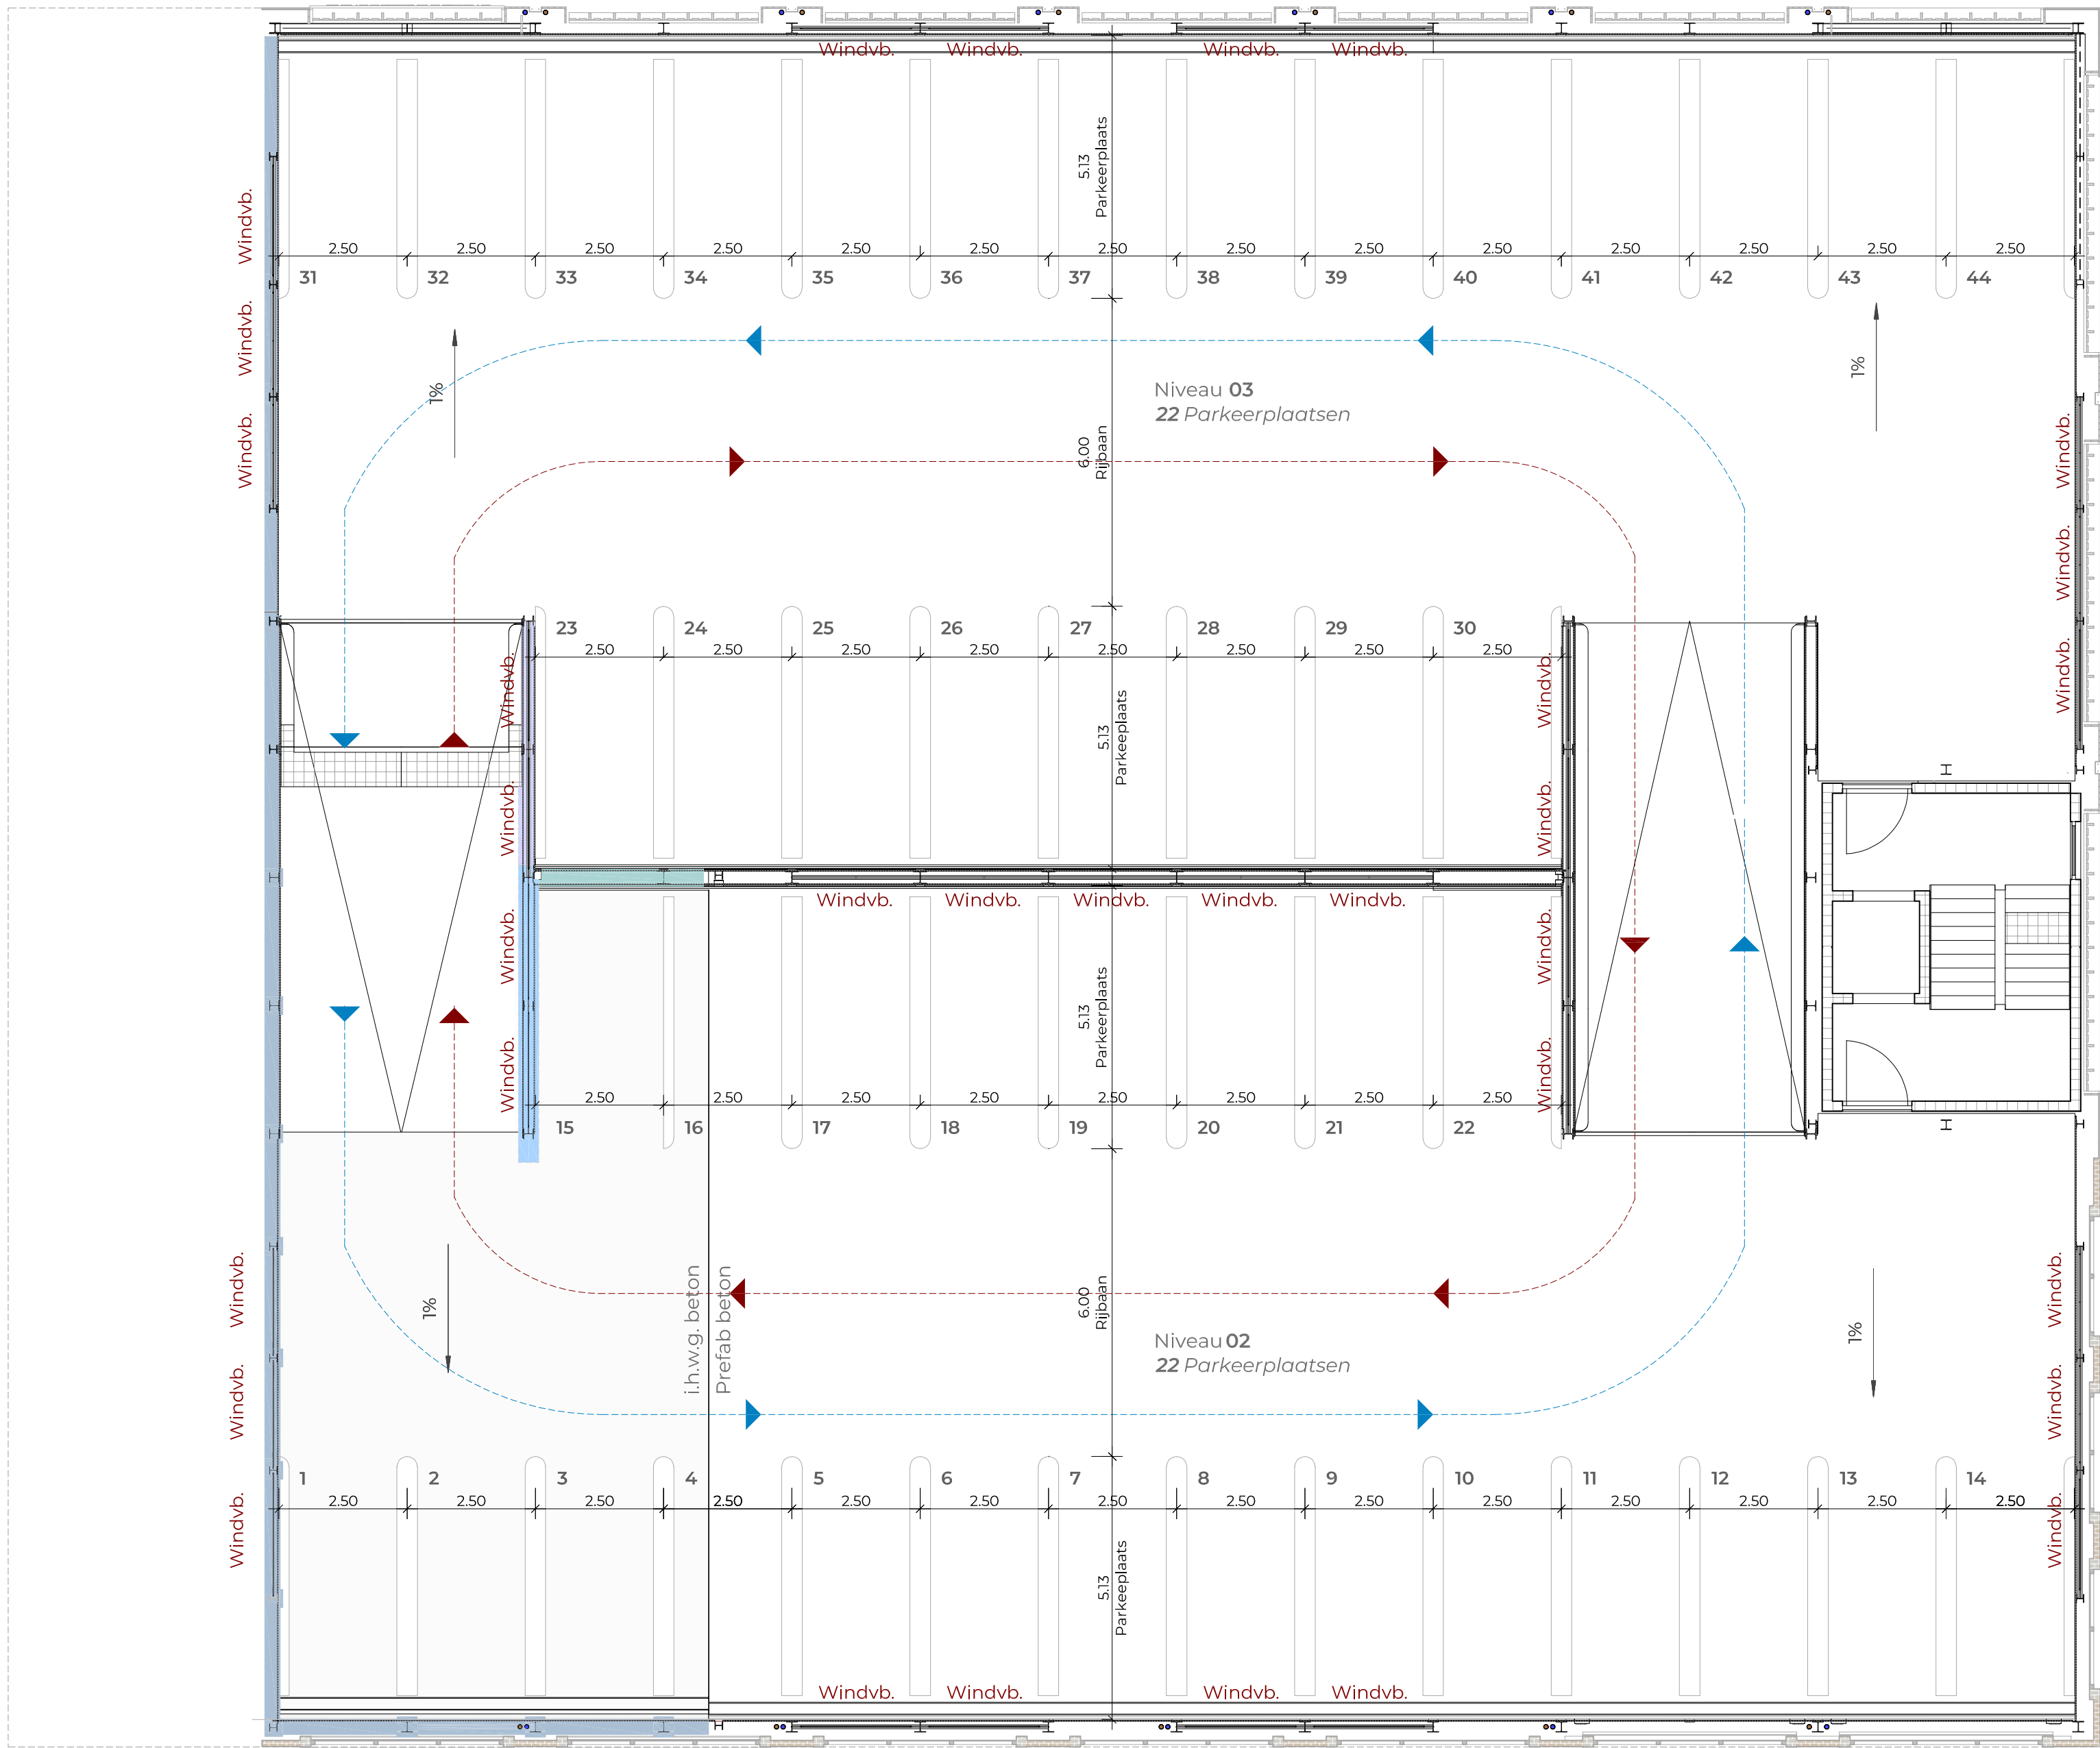 Windvb. Windvb. Windvb. Windvb.
5.13
Parkeerplaats
Windvb.
2.50 2.50 2.50 2.50 2.50 2.50 2.50 2.50 2.50 2.50 2.50 2.50 2.50 2.50
31 32 33 34 35 36 37 38 39 40 41 42 43 44
Windvb.
1%
Niveau 03
22 Parkeerplaatsen
1%
Windvb.
6.00
Rijbaan
Windvb.
Windvb.
23 24 25 26 27 28 29 30
2.50 2.50 2.50 2.50 2.50 2.50 2.50 2.50
Windvb.
Windvb.
Windvb.
5.13
Parkeeplaats
Windvb.
Windvb.
Windvb. Windvb. Windvb. Windvb. Windvb.
Windvb.
Windvb.
5.13
Parkeerplaats
Windvb.
Windvb.
2.50 2.50 2.50 2.50 2.50 2.50 2.50 2.50
15 16 17 18 19 20 21 22
Windvb.
1%
i.h.w.g. beton
Prefab beton
6.00
Rijbaan
Niveau 02
22 Parkeerplaatsen
1%
Windvb.
Windvb.
Windvb.
1 2 3 4 5 6 7 8 9 10 11 12 13 14
2.50 2.50 2.50 2.50 2.50 2.50 2.50 2.50 2.50 2.50 2.50 2.50 2.50 2.50
Windvb.
Windvb.
5.13
Parkeeplaats
Windvb. Windvb. Windvb. Windvb.